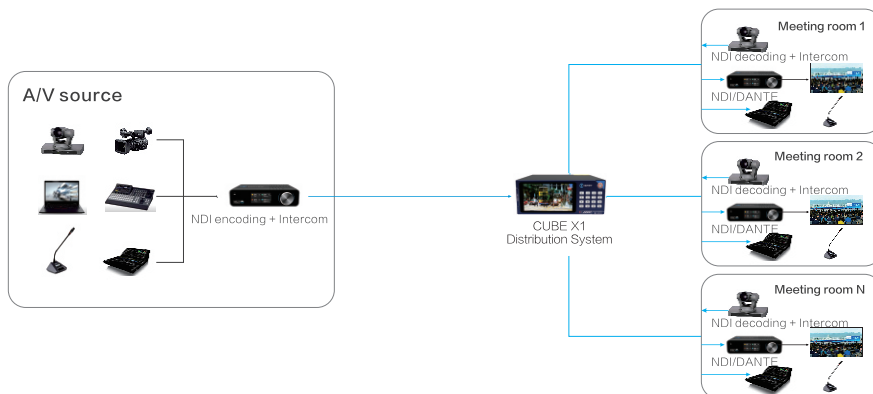 A/V source
NDI encoding + Intercom
CUBE X1
Distribution System
Meeting room 1
NDI decoding + Intercom
NDI/DANTE
Meeting room 2
NDI decoding + Intercom
NDI/DANTE
Meeting room N
NDI decoding + Intercom
NDI/DANTE